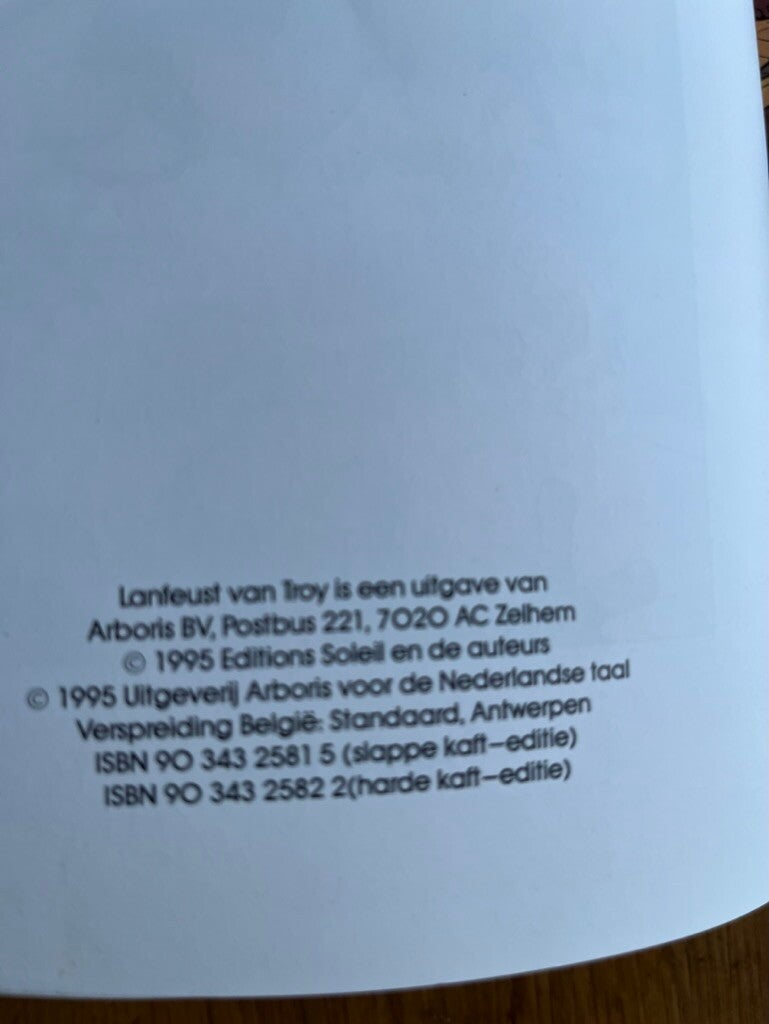 Lanfeust van Troy is een uitgave van
Arboris BV, Postbus 221, 7020 AC Zelhem
© 1995 Editions Soleil en de auteurs
© 1995 Uitgeverij Arboris voor de Nederlandse taal
Verspreiding België: Standaard, Antwerpen
ISBN 90 343 2581 5 (slappe kaft-editie)
ISBN 90 343 2582 2(harde kaft-editie)